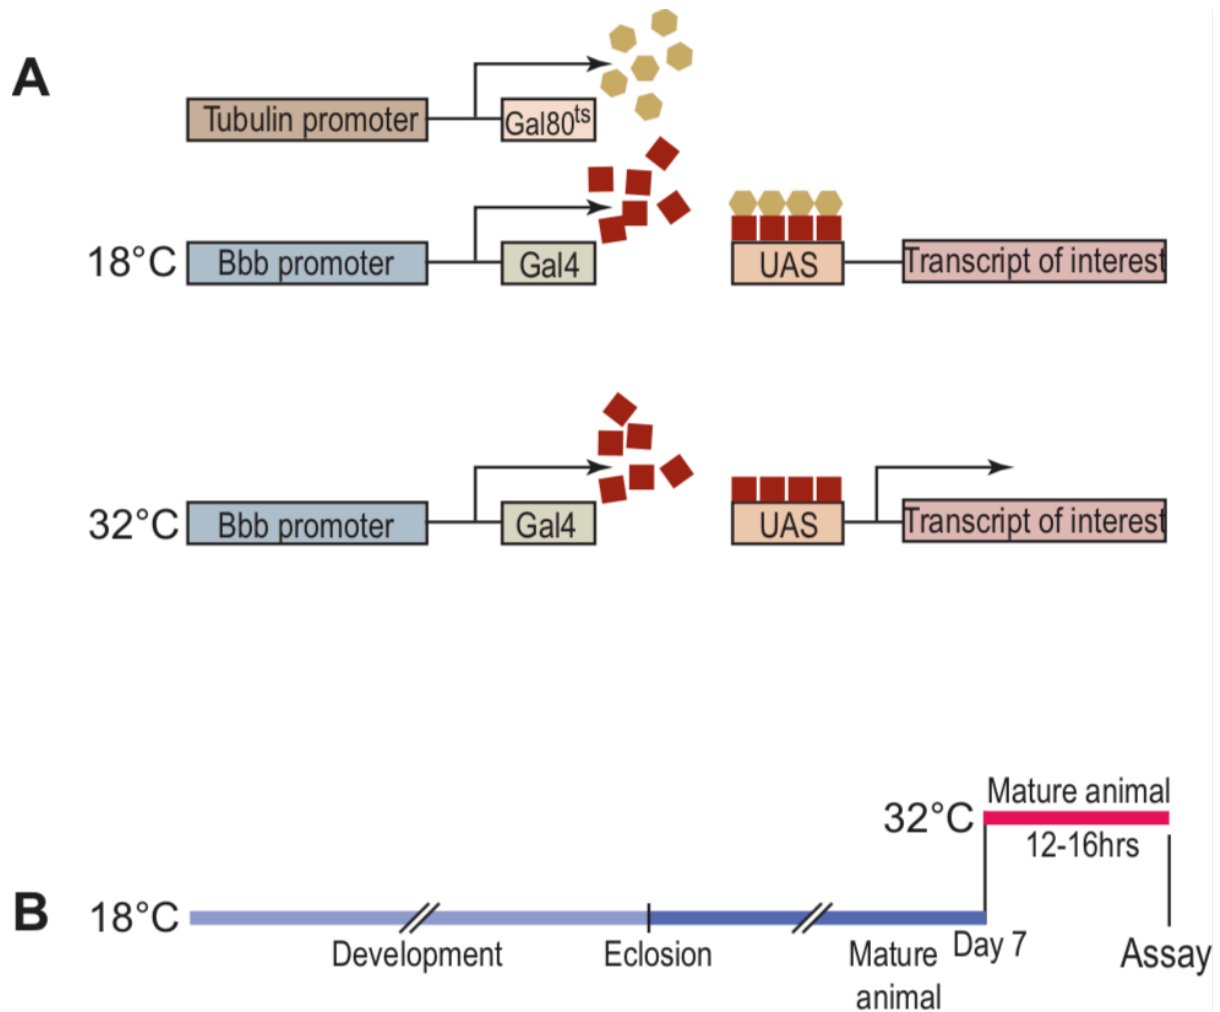 A
Tubulin promoter
Gal80ts
18°C
Bbb promoter
Gal4
UAS
Transcript of interest
32°C
Bbb promoter
Gal4
UAS
Transcript of interest
32°C
Mature animal
12-16hrs
B
18°C
Development
Eclosion
Mature
animal
Day 7
Assay